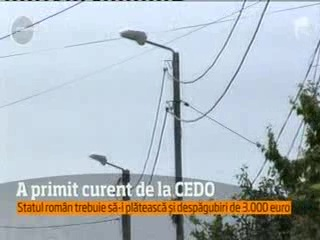 A primit curent de la CEDO
Statul român trebuie să-i plătească și despăgubiri de 3.000 euro